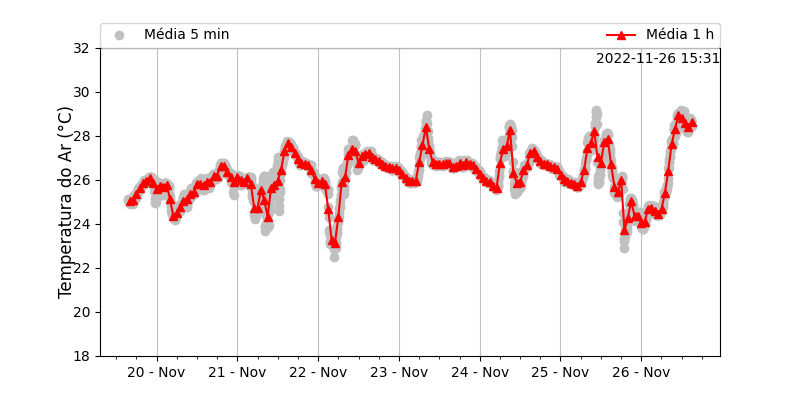 Média 5 min
Média 1 h
2022-11-26 15:31
Temperatura do Ar (°C)
32
30
28
26
24
22
20
18
20 - Nov
21 - Nov
22 - Nov
23 - Nov
24 - Nov
25 - Nov
26 - Nov